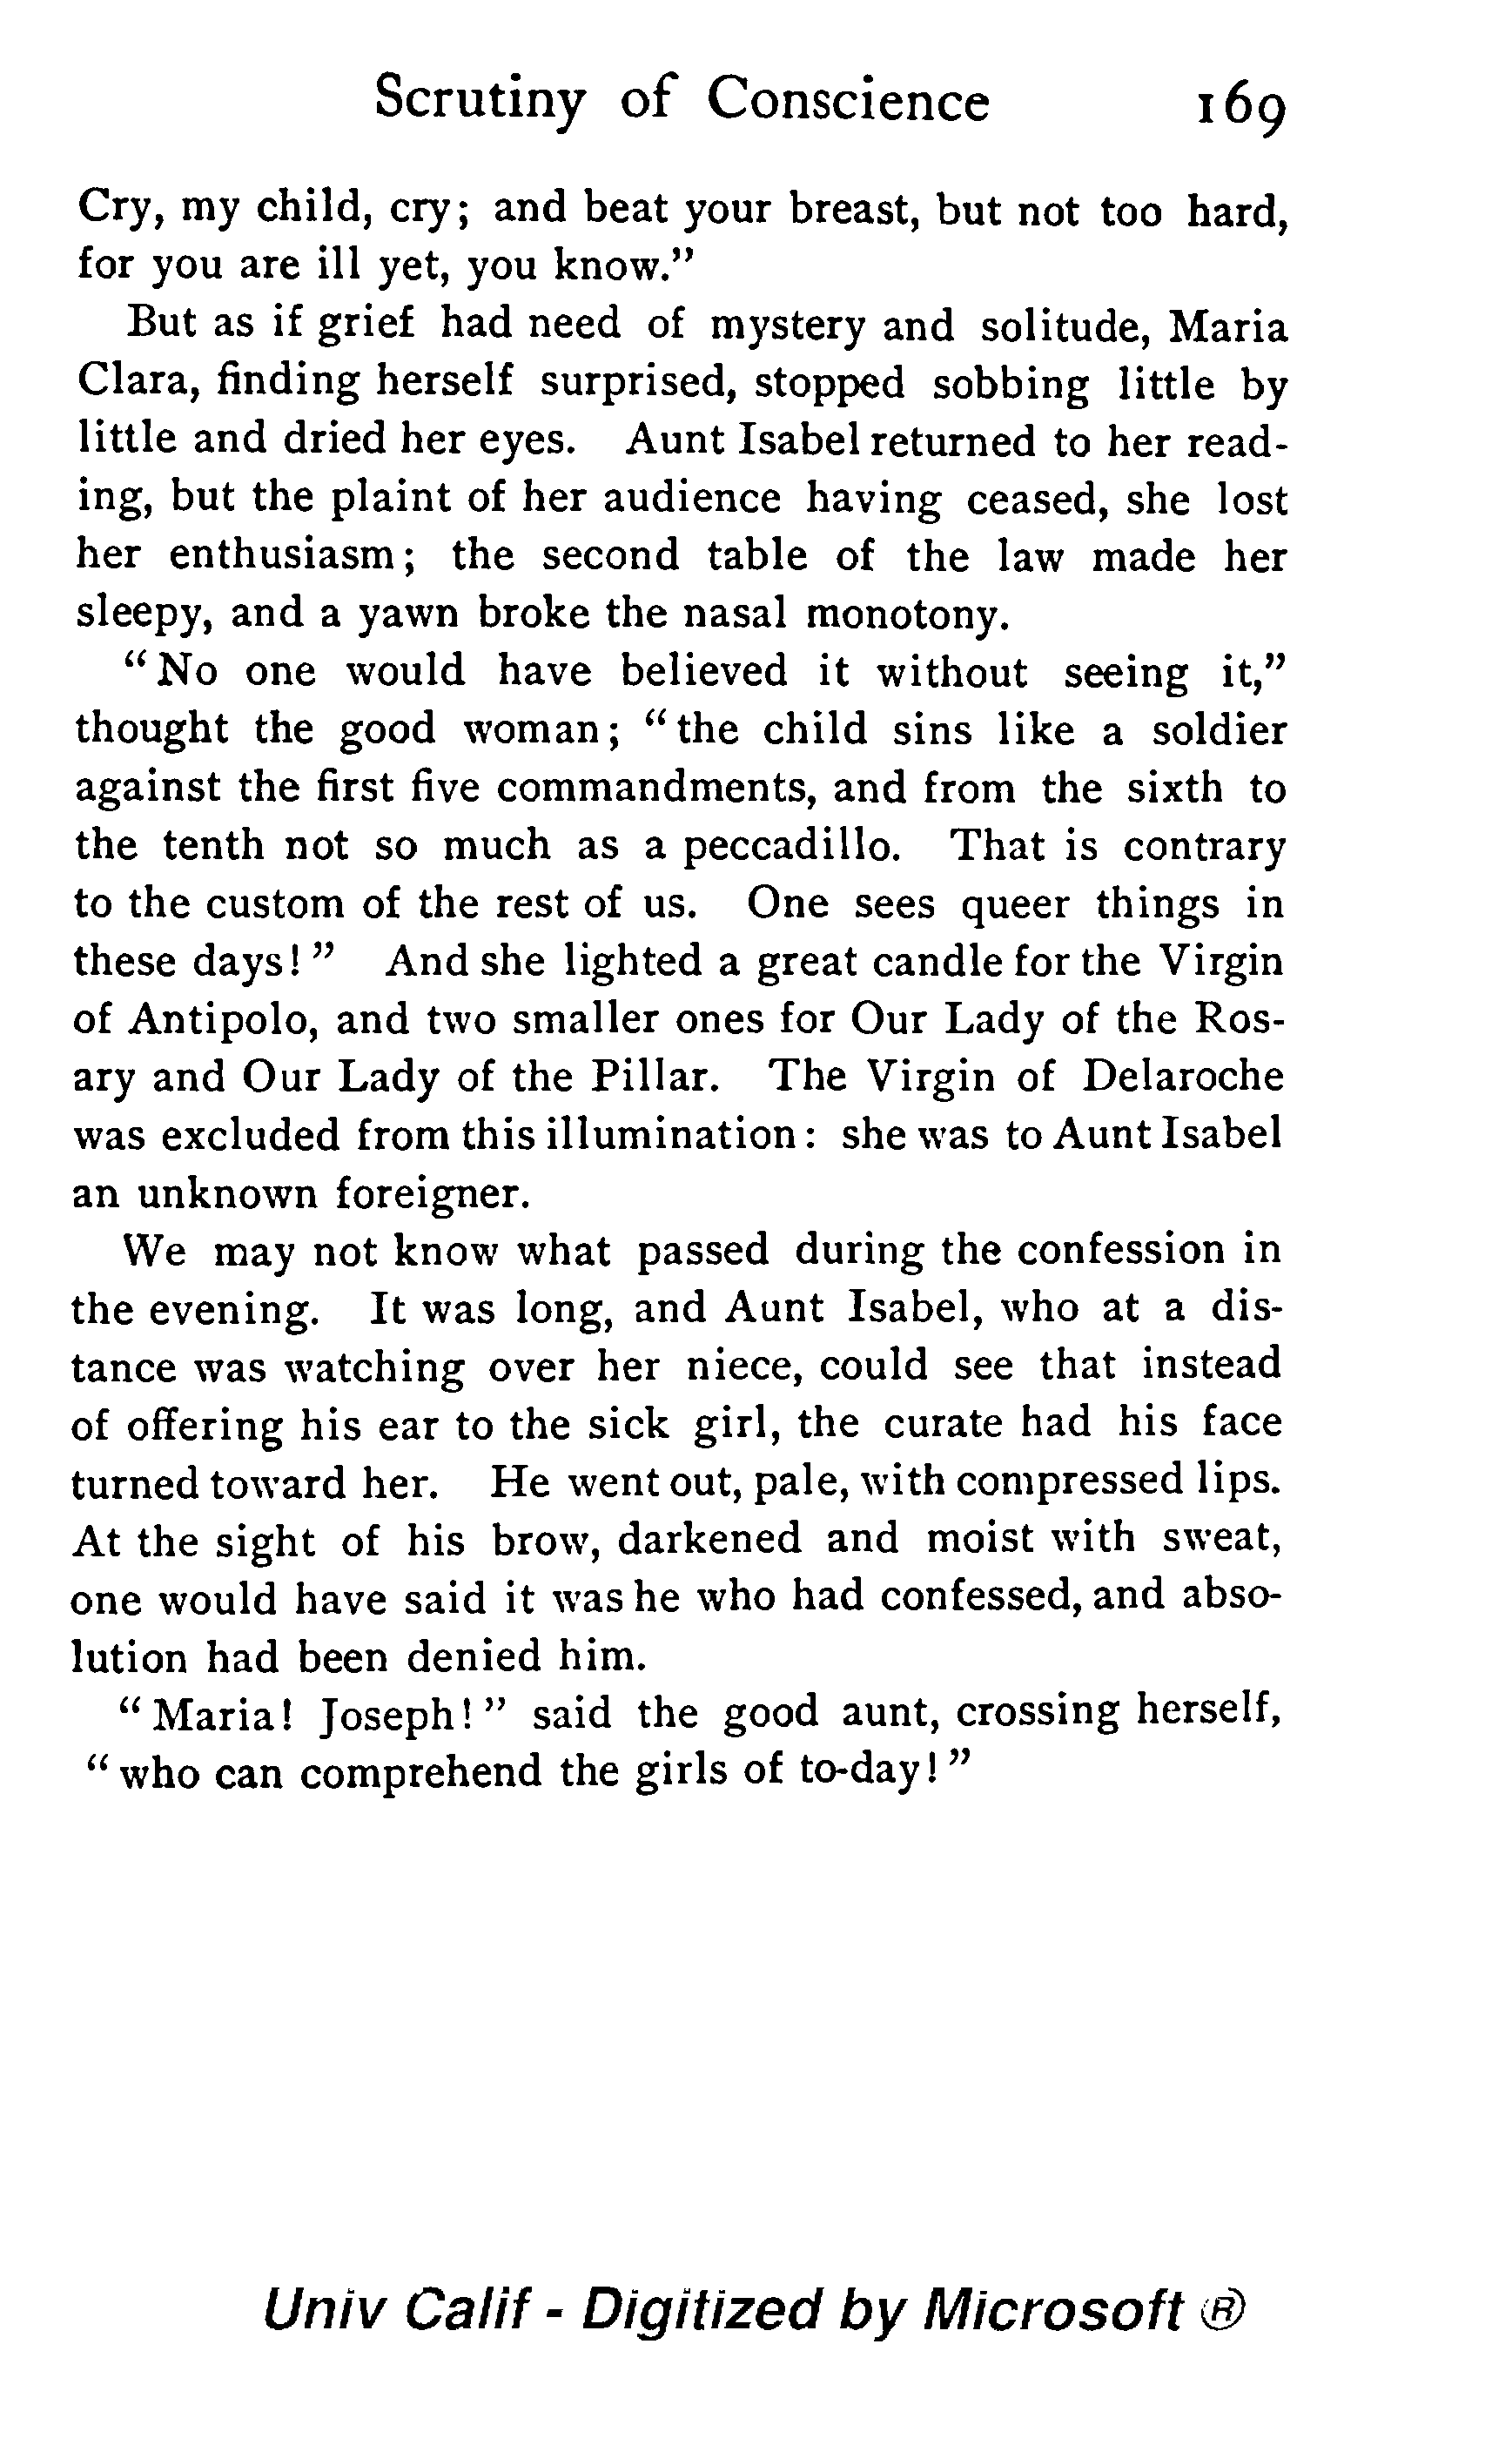 Scrutiny of Conscience 169
Cry, my child, cry; and beat your breast, but not too hard,
for you are ill yet, you know.”
But as if grief had need of mystery and solitude, Maria
Clara, finding herself surprised, stopped sobbing little by
little and dried her eyes. Aunt Isabel returned to her read-
ing, but the plaint of her audience having ceased, she lost
her enthusiasm; the second table of the law made her
sleepy, and a yawn broke the nasal monotony.
“No one would have believed it without seeing it,”
thought the good woman; “the child sins like a soldier
against the first five commandments, and from the sixth to
the tenth not so much as a peccadillo. That is contrary
to the custom of the rest of us. One sees queer things in
these days!” And she lighted a great candle for the Virgin
of Antipolo, and two smaller ones for Our Lady of the Ros-
ary and Our Lady of the Pillar. The Virgin of Delaroche
was excluded from this illumination: she was to Aunt Isabel
an unknown foreigner.
We may not know what passed during the confession in
the evening. It was long, and Aunt Isabel, who at a dis-
tance was watching over her niece, could see that instead
of offering his ear to the sick girl, the curate had his face
turned toward her. He went out, pale, with compressed lips.
At the sight of his brow, darkened and moist with sweat,
one would have said it was he who had confessed, and abso-
lution had been denied him.
“Maria! Joseph!” said the good aunt, crossing herself,
“who can comprehend the girls of to-day!”
Univ Calif - Digitized by Microsoft ®